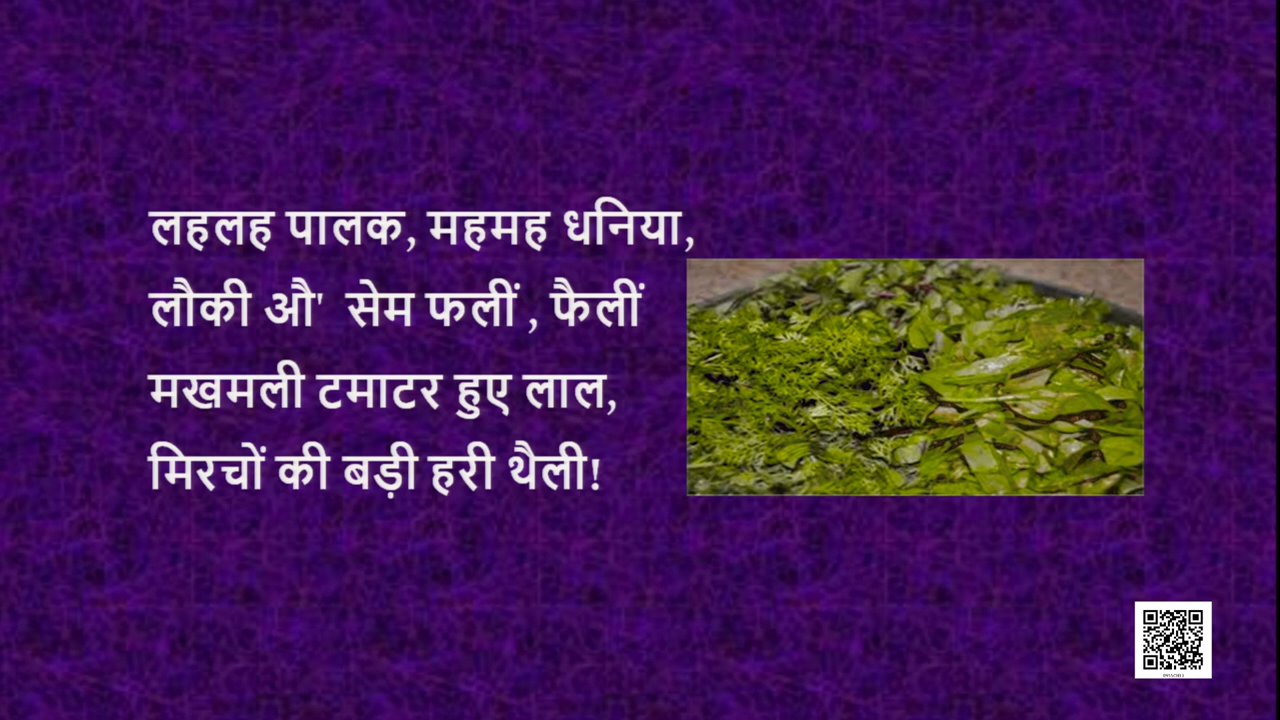 लहलह पालक, महमह धनिया,
लौकी औ' सेम फलीं , फैलीं
मखमली टमाटर हुए लाल,
मिरचों की बड़ी हरी थैली!